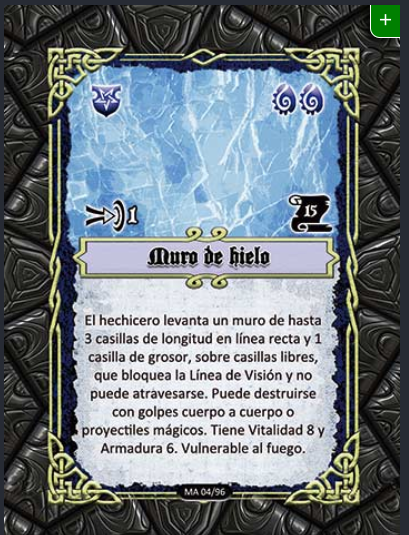 +
1
15
Muro de hielo
El hechicero levanta un muro de hasta
3 casillas de longitud en línea recta y 1
casilla de grosor, sobre casillas libres,
que bloquea la Línea de Visión y no
puede atravesarse. Puede destruirse
con golpes cuerpo a cuerpo o
proyectiles mágicos. Tiene Vitalidad 8 y
Armadura 6. Vulnerable al fuego.
MA 04/96